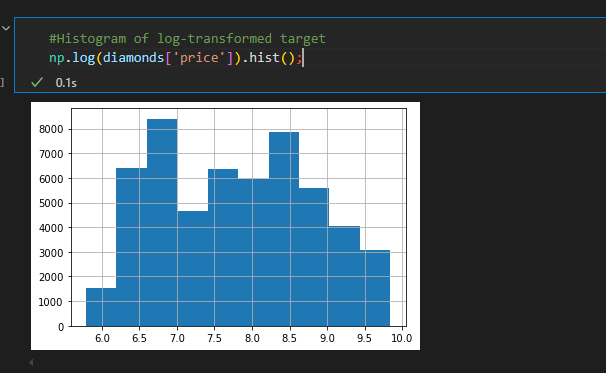 #Histogram of log-transformed target
np.log(diamonds['price']).hist();
] ✓ 0.1s
8000
7000
6000
5000
4000
3000
2000
1000
0
6.0 6.5 7.0 7.5 8.0 8.5 9.0 9.5 10.0